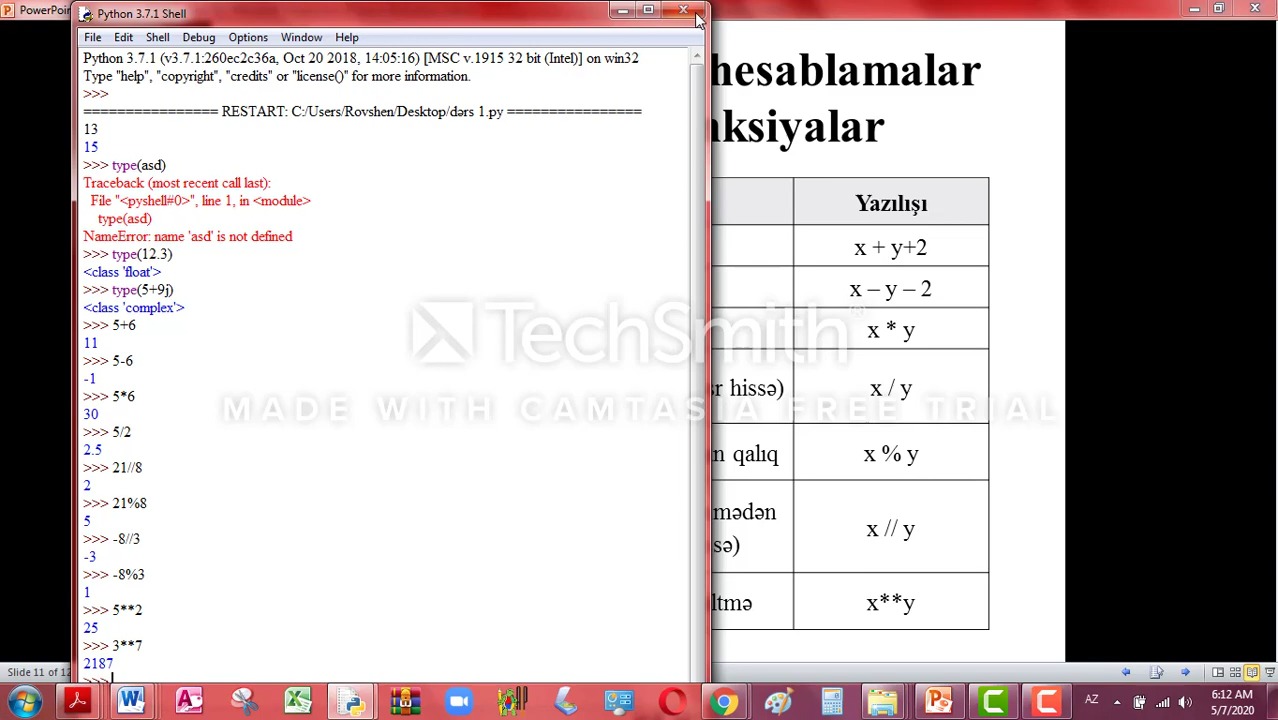 PowerPoin
Python 3.7.1 Shell
File Edit Shell Debug Options Window Help
Python 3.7.1 (v3.7.1:260ec2c36a, Oct 20 2018, 14:05:16) [MSC v.1915 32 bit (Intel)] on win32
Type "help", "copyright", "credits" or "license()" for more information.
>>>
================ RESTART: C:/Users/Rovshen/Desktop/dərs 1.py ================
13
15
>>> type(asd)
Traceback (most recent call last):
File "<pyshell#0>", line 1, in <module>
type(asd)
NameError: name 'asd' is not defined
>>> type(12.3)
<class 'float'>
>>> type(5+9j)
<class 'complex'>
>>> 5+6
11
>>> 5-6
-1
>>> 5*6
30
>>> 5/2
2.5
>>> 21//8
2
>>> 21%8
5
>>> -8//3
-3
>>> -8%3
1
>>> 5**2
25
>>> 3**7
2187
>>>
hesablamalar
nksiyalar
Yazılışı
x + y+2
x – y – 2
x * y
sr hissə) x / y
n qalıq x % y
mədən
sə)
x // y
ltmə x**y
TechSmith
MADE WITH CAMTASIA FREE TRIAL
Slide 11 of 12
AZ
6:12 AM
5/7/2020